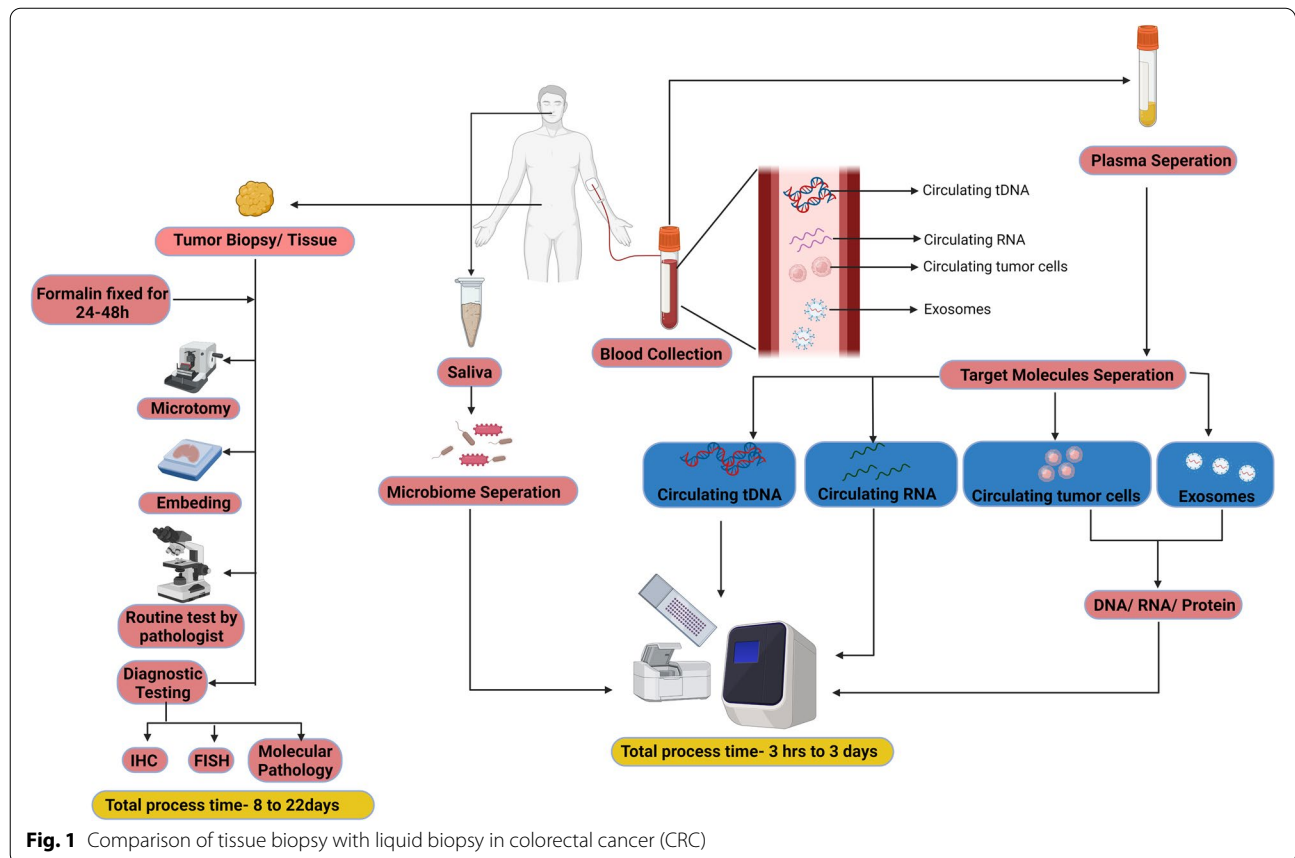 Plasma Seperation
Circulating tDNA
Circulating RNA
Circulating tumor cells
Exosomes
Tumor Biopsy/ Tissue
Formalin fixed for
24-48h
Blood Collection
Saliva
Target Molecules Seperation
Microtomy
Circulating tDNA
Circulating RNA
Circulating tumor cells
Exosomes
Microbiome Seperation
Embeding
Routine test by
pathologist
DNA/ RNA/ Protein
Diagnostic
Testing
IHC
FISH
Molecular
Pathology
Total process time- 3 hrs to 3 days
Total process time- 8 to 22days
Fig. 1 Comparison of tissue biopsy with liquid biopsy in colorectal cancer (CRC)